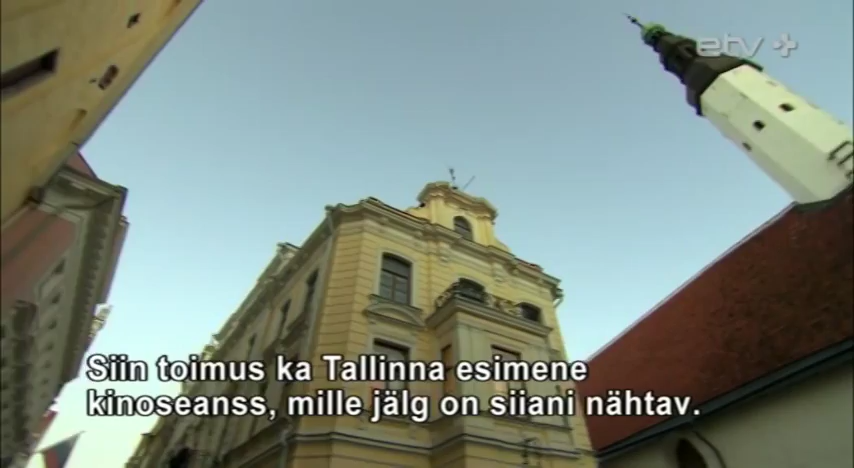 etv+
Siin toimus ka Tallinna esimene
kinoseanss, mille jälg on siiani nähtav.